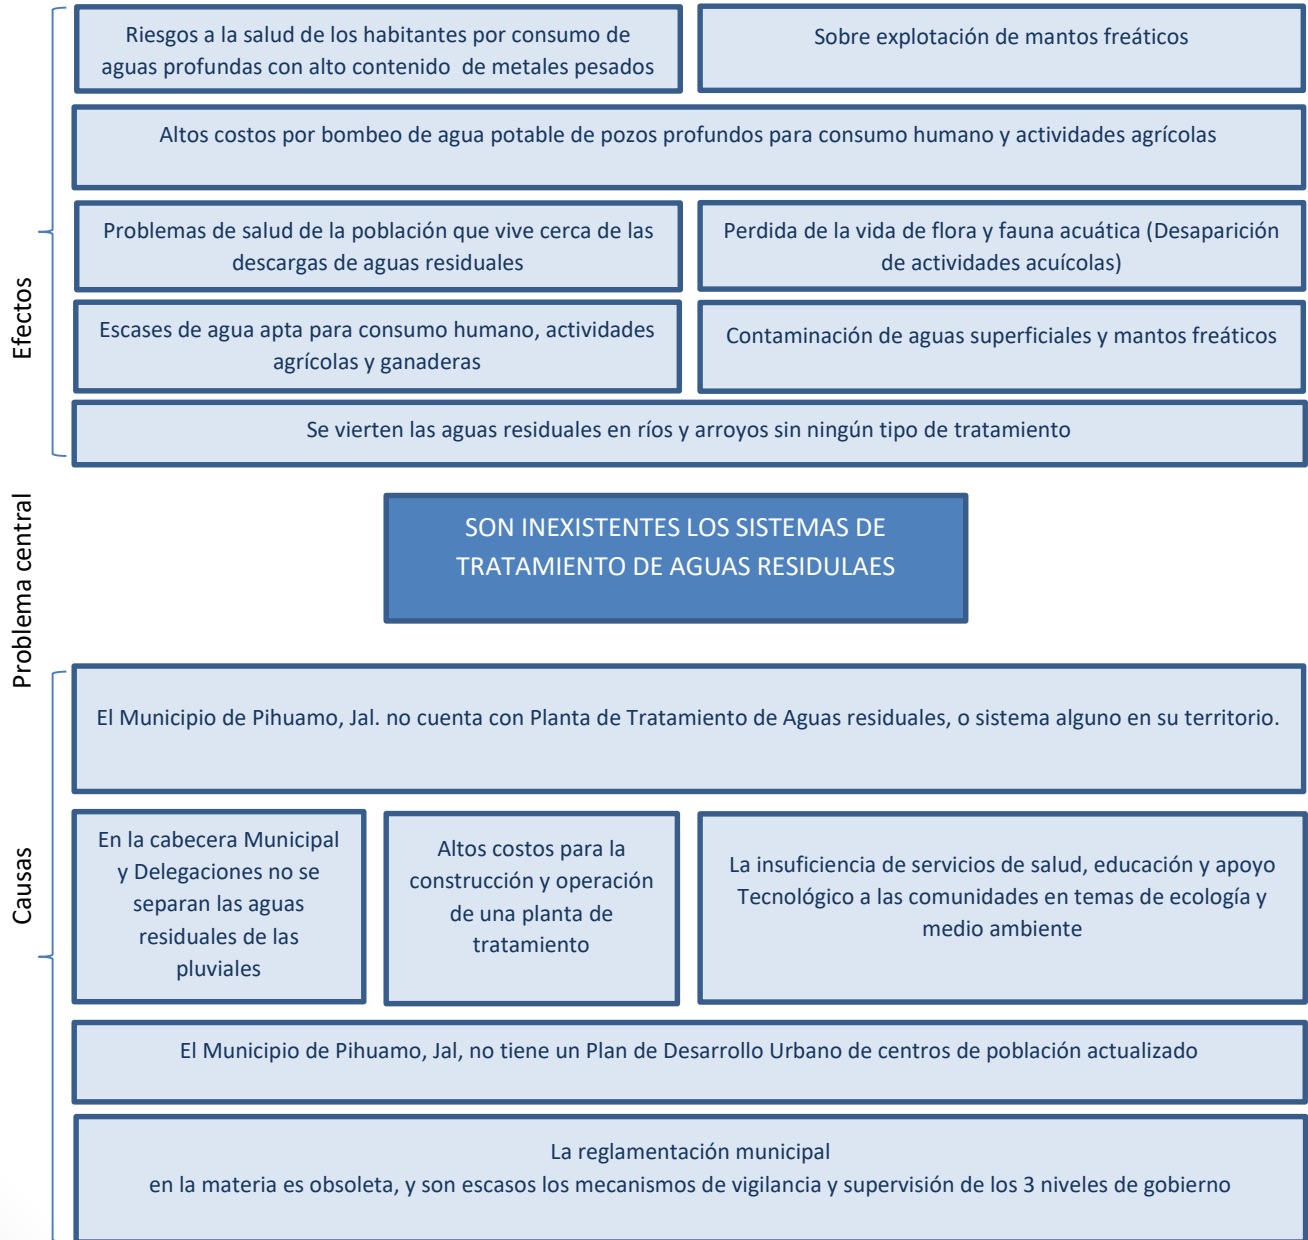 Riesgos a la salud de los habitantes por consumo de
aguas profundas con alto contenido de metales pesados
Sobre explotación de mantos freáticos
Altos costos por bombeo de agua potable de pozos profundos para consumo humano y actividades agrícolas
Problemas de salud de la población que vive cerca de las
descargas de aguas residuales
Perdida de la vida de flora y fauna acuática (Desaparición
de actividades acuícolas)
Efectos
Escases de agua apta para consumo humano, actividades
agrícolas y ganaderas
Contaminación de aguas superficiales y mantos freáticos
Se vierten las aguas residuales en ríos y arroyos sin ningún tipo de tratamiento
Problema central
SON INEXISTENTES LOS SISTEMAS DE
TRATAMIENTO DE AGUAS RESIDULAES
El Municipio de Pihuamo, Jal. no cuenta con Planta de Tratamiento de Aguas residuales, o sistema alguno en su territorio.
Causas
En la cabecera Municipal
y Delegaciones no se
separan las aguas
residuales de las
pluviales
Altos costos para la
construcción y operación
de una planta de
tratamiento
La insuficiencia de servicios de salud, educación y apoyo
Tecnológico a las comunidades en temas de ecología y
medio ambiente
El Municipio de Pihuamo, Jal, no tiene un Plan de Desarrollo Urbano de centros de población actualizado
La reglamentación municipal
en la materia es obsoleta, y son escasos los mecanismos de vigilancia y supervisión de los 3 niveles de gobierno